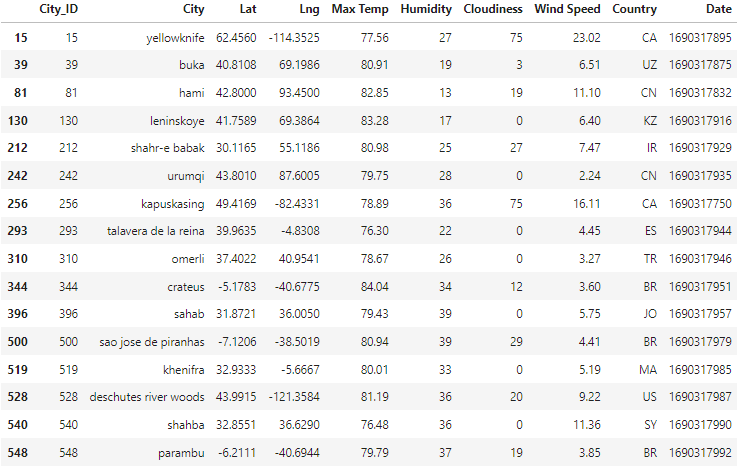 City_ID City Lat Lng Max Temp Humidity Cloudiness Wind Speed Country Date
15 15 yellowknife 62.4560 -114.3525 77.56 27 75 23.02 CA 1690317895
39 39 buka 40.8108 69.1986 80.91 19 3 6.51 UZ 1690317875
81 81 hami 42.8000 93.4500 82.85 13 19 11.10 CN 1690317832
130 130 leninskoye 41.7589 69.3864 83.28 17 0 6.40 KZ 1690317916
212 212 shahr-e babak 30.1165 55.1186 80.98 25 27 7.47 IR 1690317929
242 242 urumqi 43.8010 87.6005 79.75 28 0 2.24 CN 1690317935
256 256 kapuskasing 49.4169 -82.4331 78.89 36 75 16.11 CA 1690317750
293 293 talavera de la reina 39.9635 -4.8308 76.30 22 0 4.45 ES 1690317944
310 310 omerli 37.4022 40.9541 78.67 26 0 3.27 TR 1690317946
344 344 crateus -5.1783 -40.6775 84.04 34 12 3.60 BR 1690317951
396 396 sahab 31.8721 36.0050 79.43 39 0 5.75 JO 1690317957
500 500 sao jose de piranhas -7.1206 -38.5019 80.94 39 29 4.41 BR 1690317979
519 519 khenifra 32.9333 -5.6667 80.01 33 0 5.19 MA 1690317985
528 528 deschutes river woods 43.9915 -121.3584 81.19 36 20 9.22 US 1690317987
540 540 shahba 32.8551 36.6290 76.48 36 0 11.36 SY 1690317990
548 548 parambu -6.2111 -40.6944 79.79 37 19 3.85 BR 1690317992